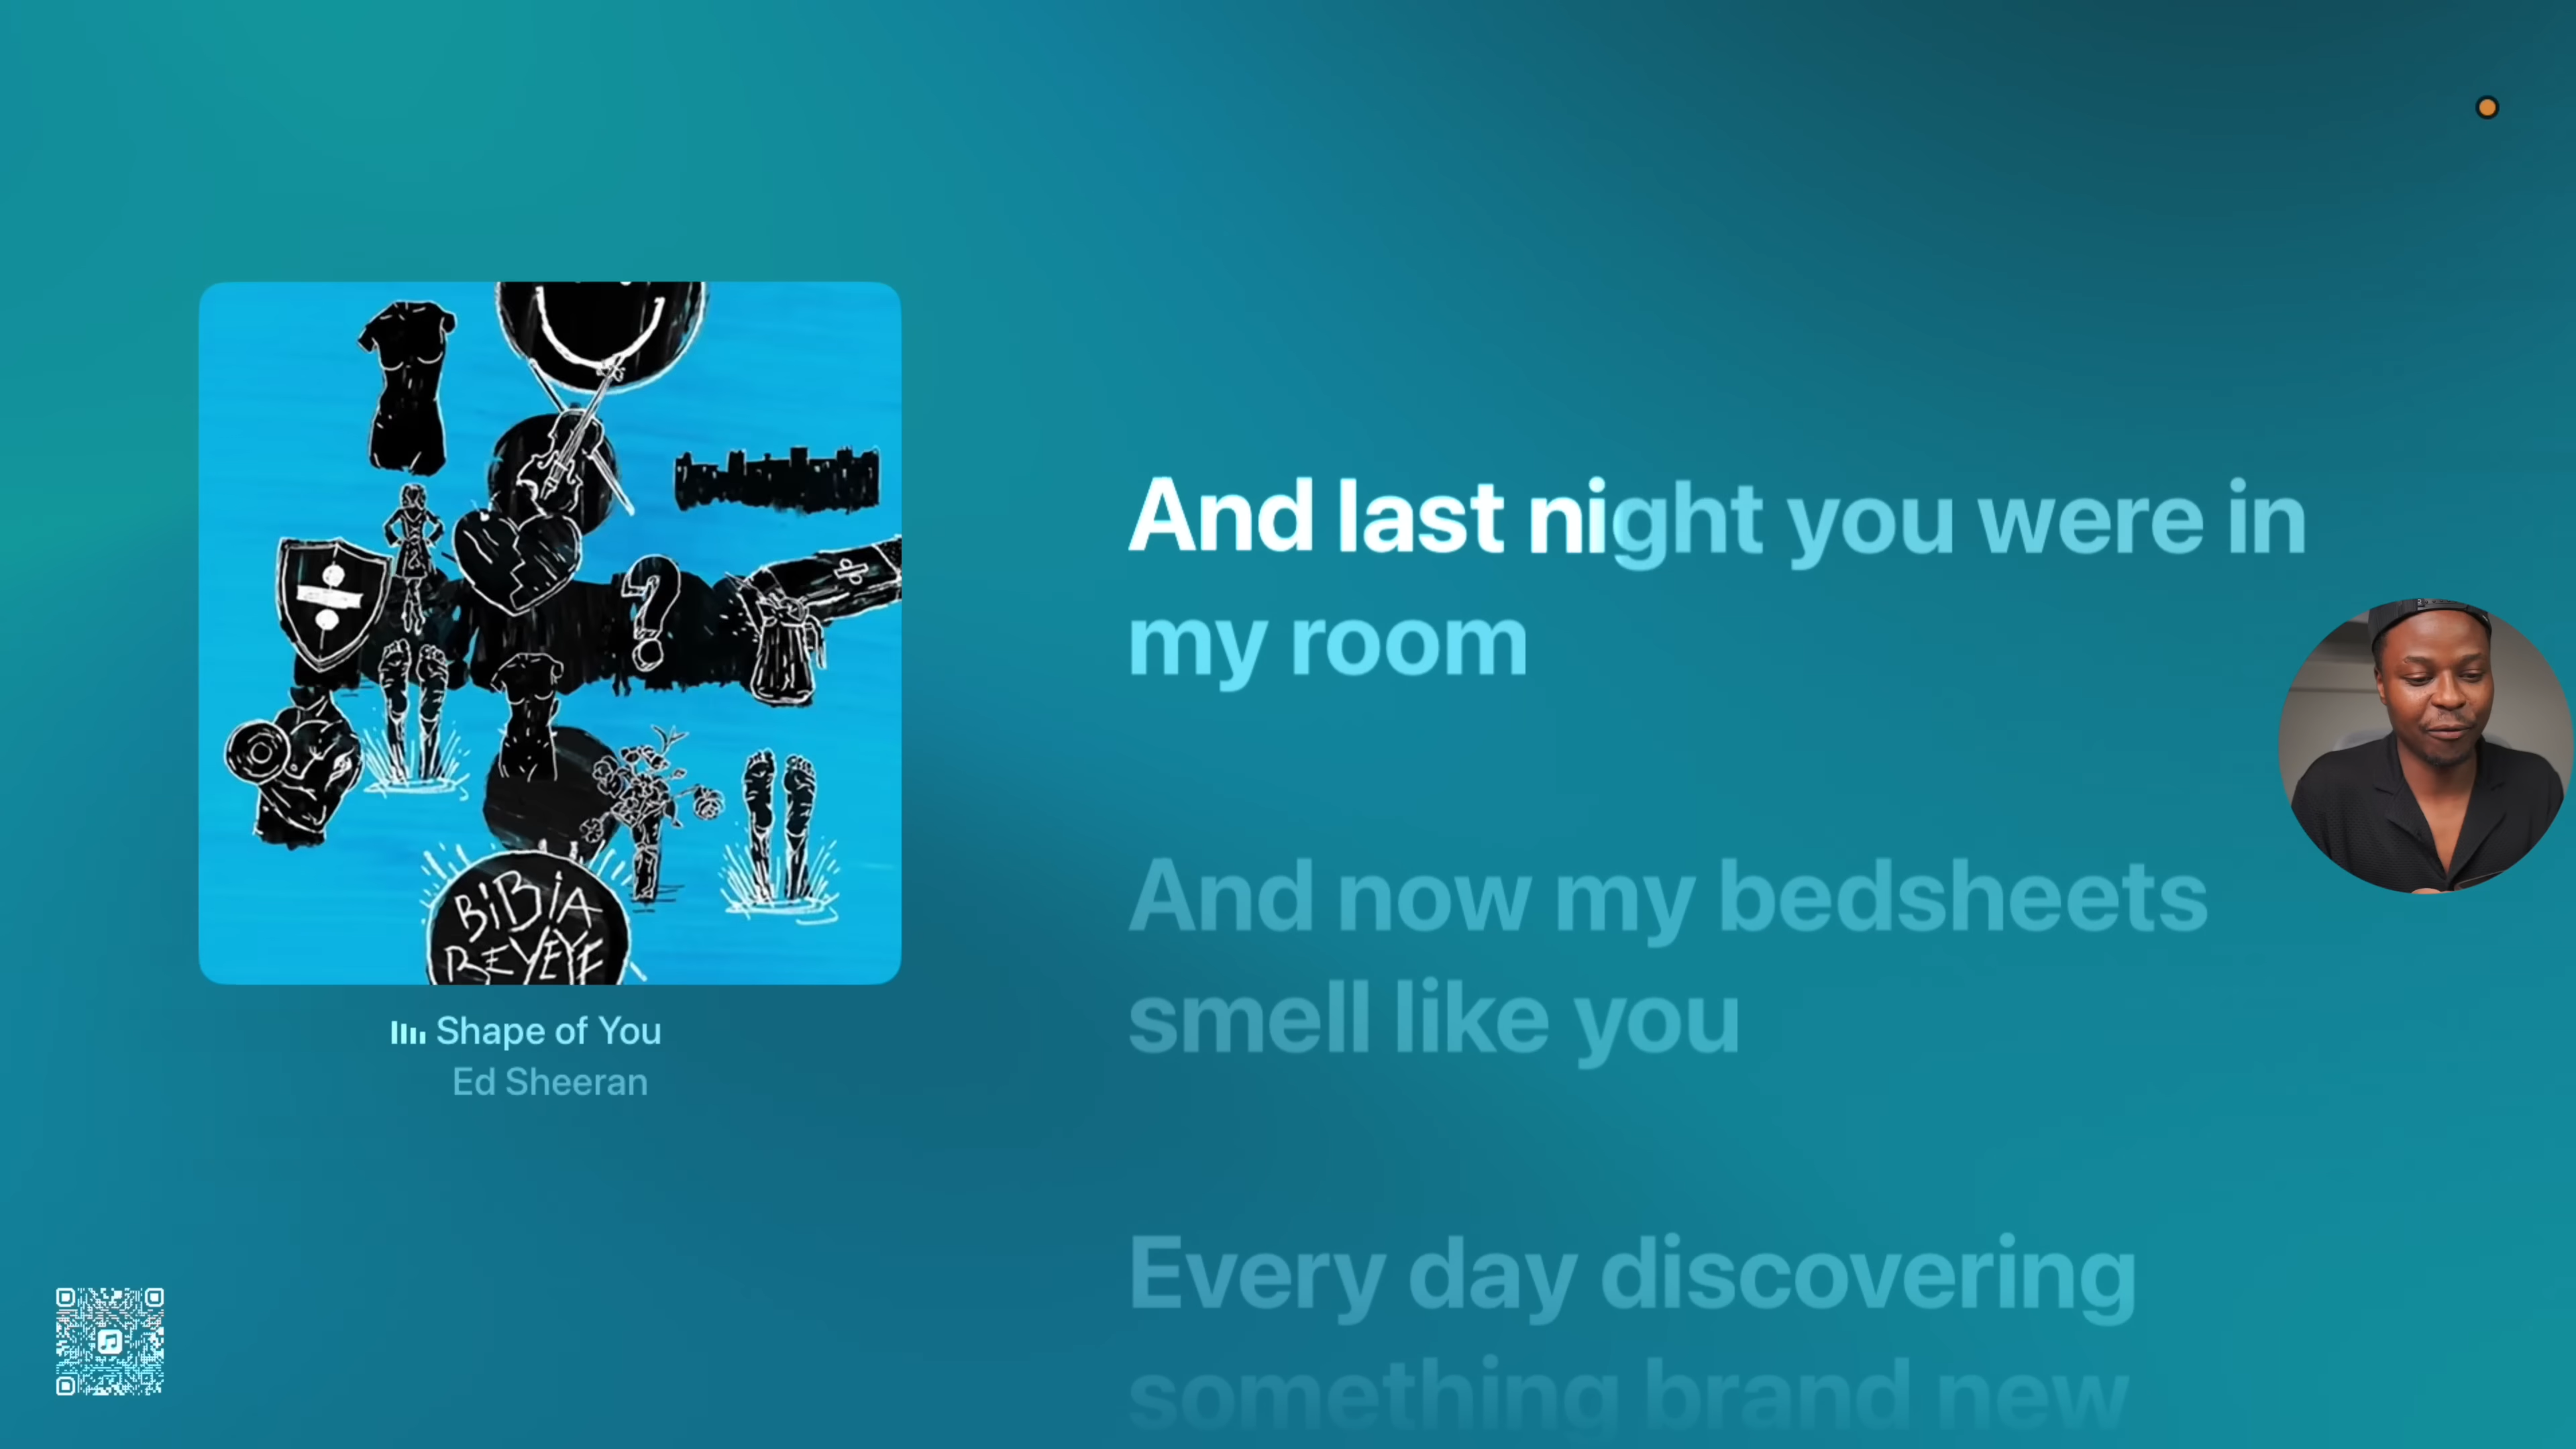 BiBiA
BEYEYE
Shape of You
Ed Sheeran
And last night you were in
my room
And now my bedsheets
smell like you
Every day discovering
something brand new